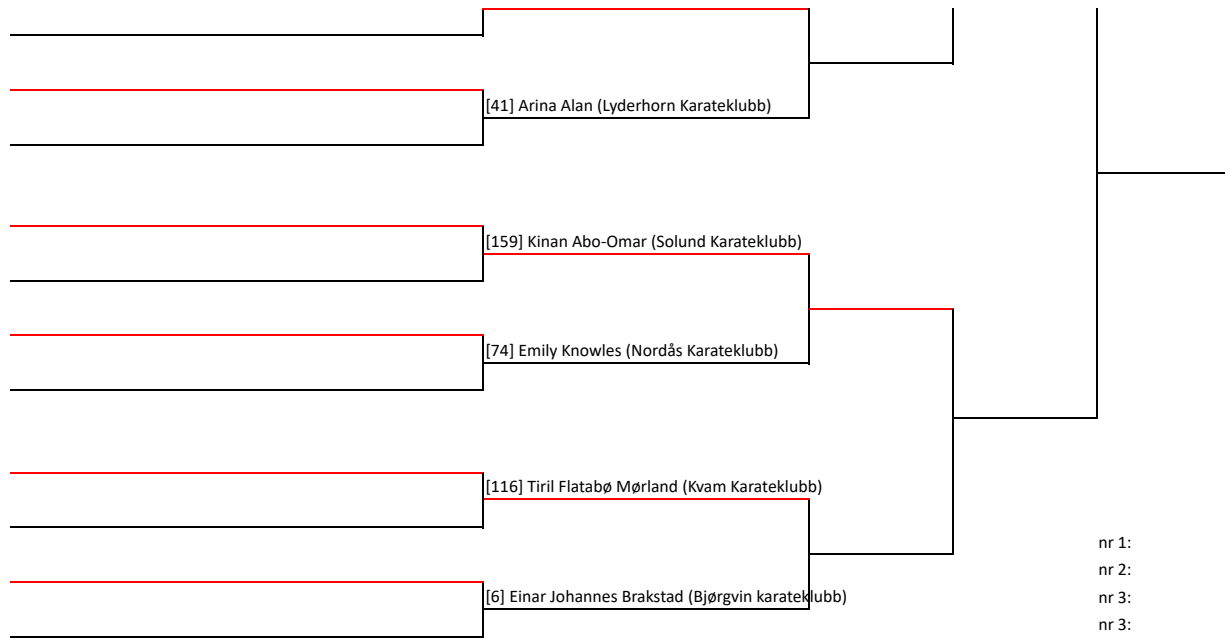 [41] Arina Alan (Lyderhorn Karateklubb)
[159] Kinan Abo-Omar (Solund Karateklubb)
[74] Emily Knowles (Nordås Karateklubb)
[116] Tiril Flatabø Mørland (Kvam Karateklubb)
[6] Einar Johannes Brakstad (Bjørgvin karateklubb)
nr 1:
nr 2:
nr 3:
nr 3: